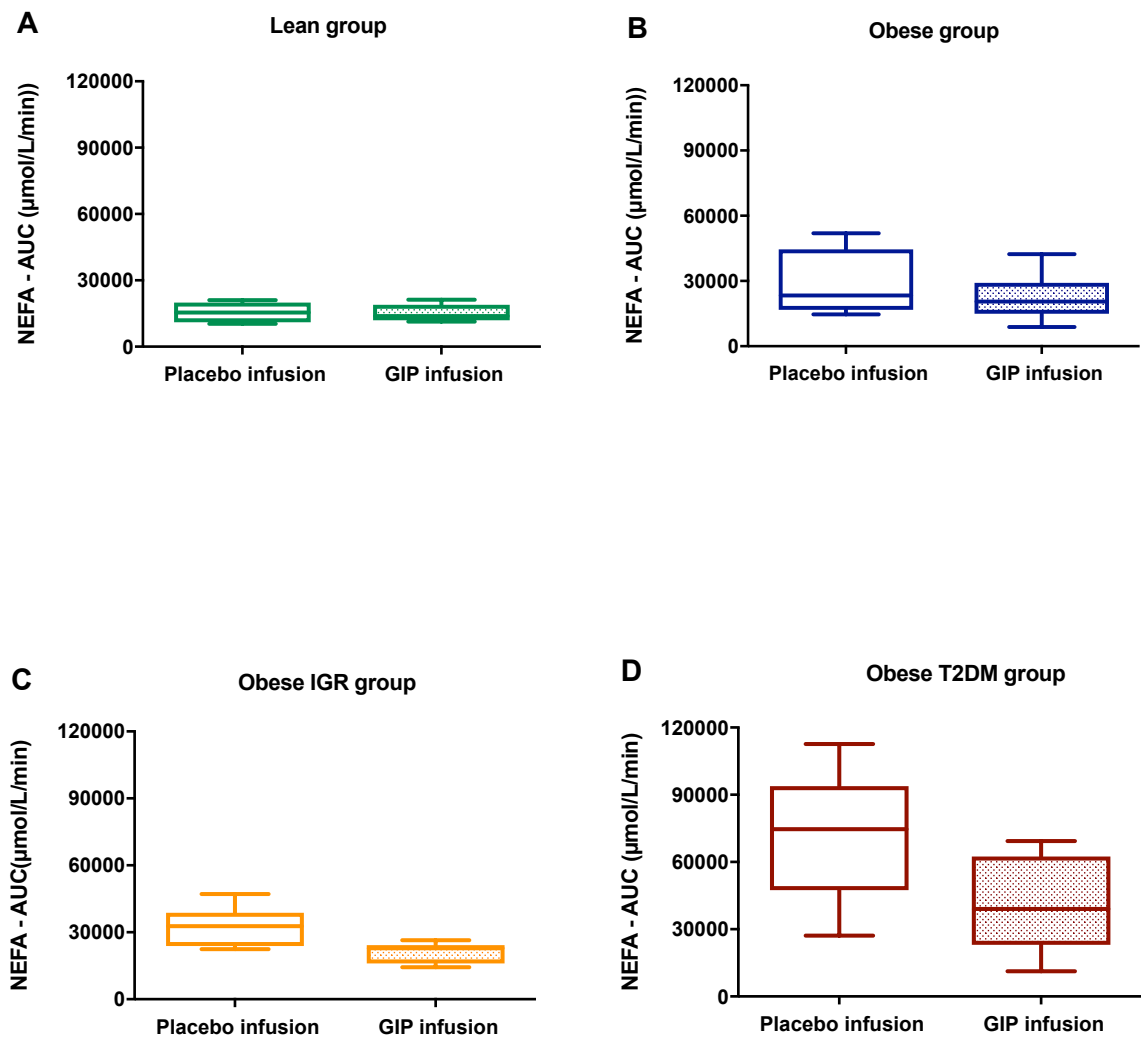 A
Lean group
NEFA - AUC (µmol/L/min))
120000
90000
60000
30000
0
Placebo infusion
GIP infusion
B
Obese group
NEFA - AUC (µmol/L/min))
120000
90000
60000
30000
0
Placebo infusion
GIP infusion
C
Obese IGR group
NEFA - AUC(µmol/L/min)
120000
90000
60000
30000
0
Placebo infusion
GIP infusion
D
Obese T2DM group
NEFA - AUC (µmol/L/min)
120000
90000
60000
30000
0
Placebo infusion
GIP infusion